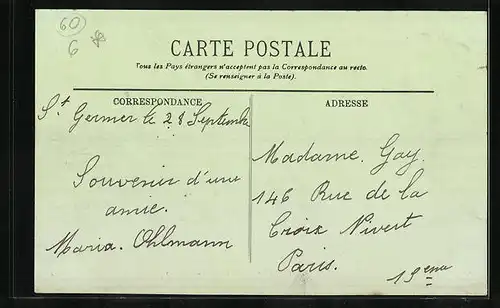 60
6
CARTE POSTALE
Tous les Pays étrangers n'acceptent pas la Correspondance au recto.
(Se renseigner à la Poste).
CORRESPONDANCE
St Germer le 28 Septembre
Souvenir d'une
amie.
Maria. Ohlmann
ADRESSE
Madame. Gay.
146 Rue de la
Croix Nivert
Paris.
15eme